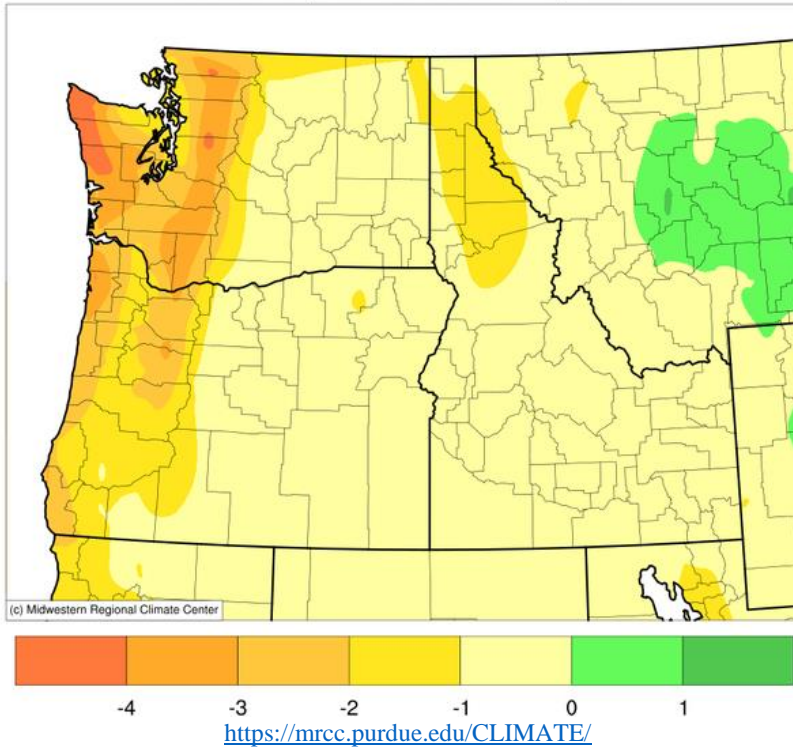 (c) Midwestern Regional Climate Center
-4 -3 -2 -1 0 1
https://mrcc.purdue.edu/CLIMATE/